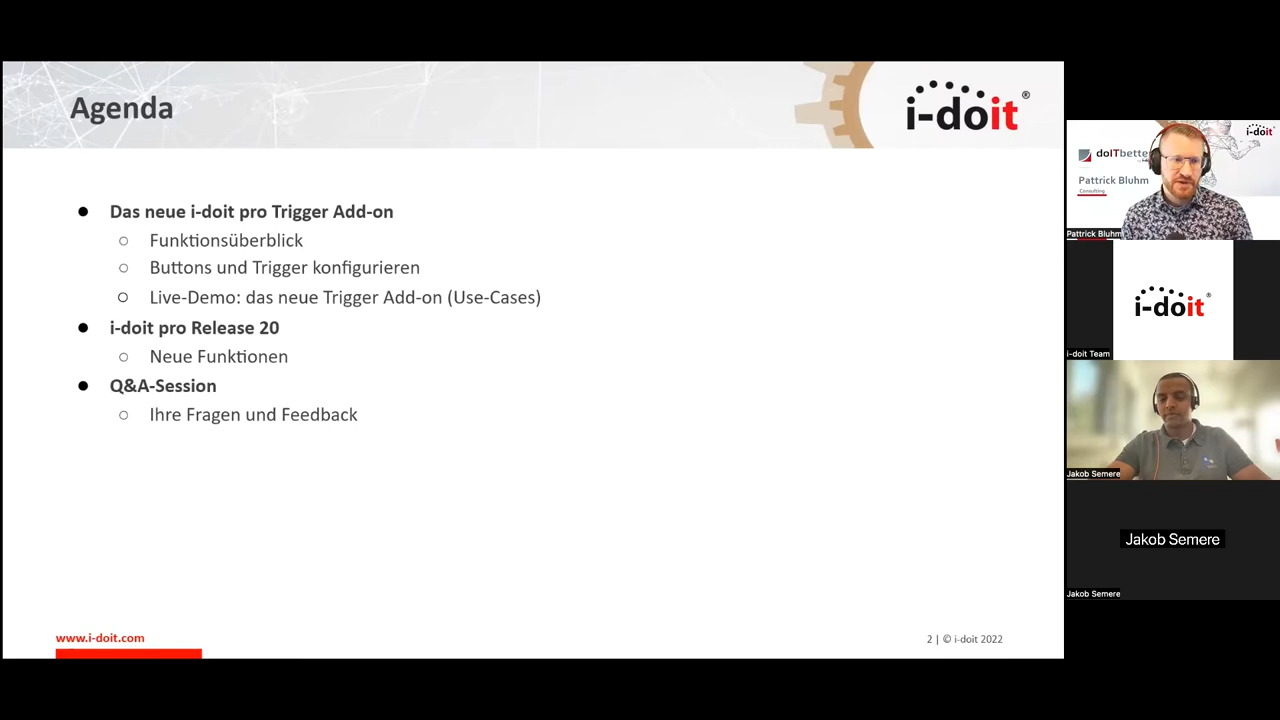 Agenda
i-doit®
Das neue i-doit pro Trigger Add-on
Funktionsüberblick
Buttons und Trigger konfigurieren
Live-Demo: das neue Trigger Add-on (Use-Cases)
i-doit pro Release 20
Neue Funktionen
Q&A-Session
Ihre Fragen und Feedback
www.i-doit.com
2 | © i-doit 2022
i-doit
doITbette
Pattrick Bluhm
Consulting
Pattrick Bluhm
i-doit®
i-doit Team
Jakob Semere
Jakob Semere
Jakob Semere